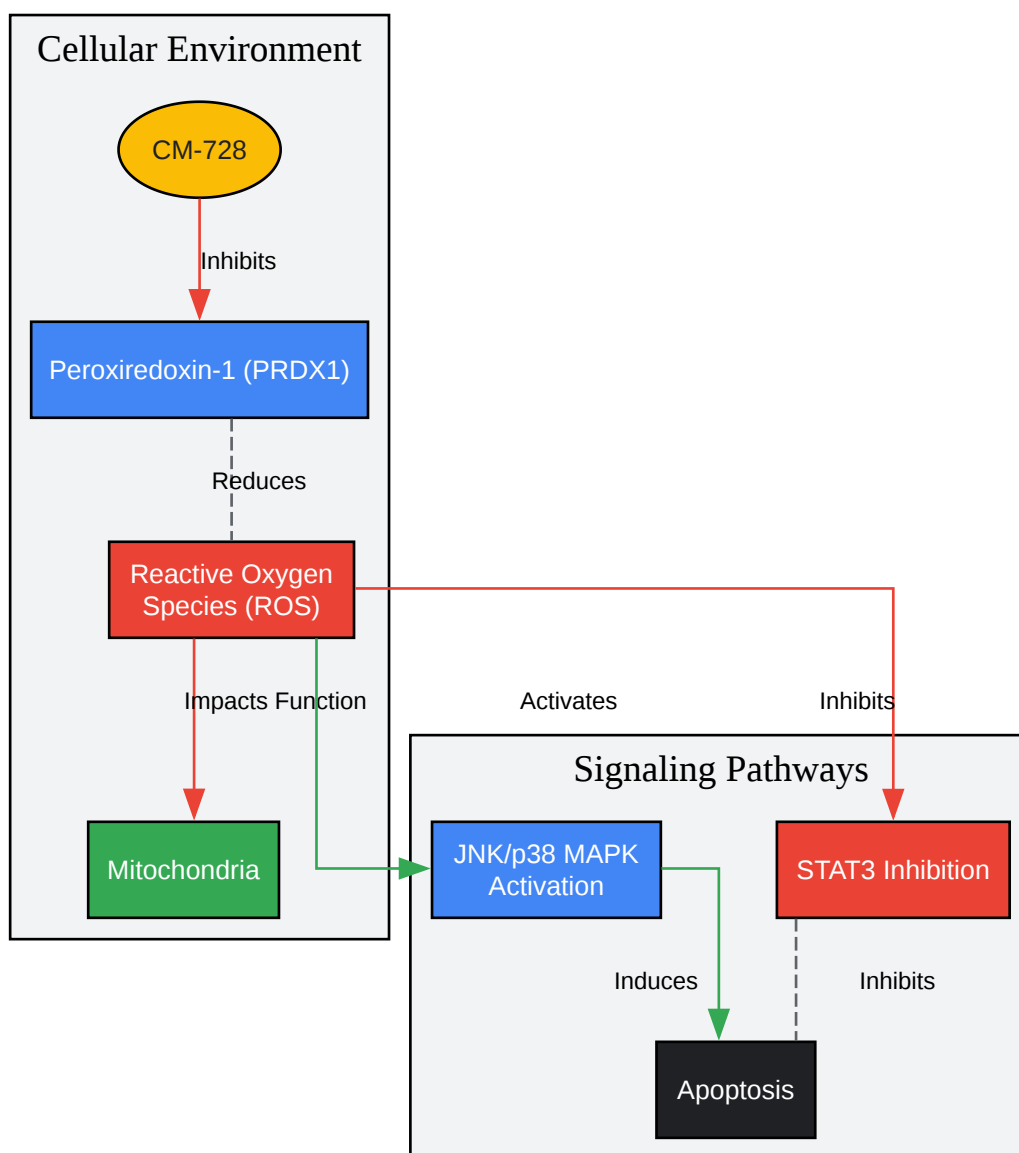 Cellular Environment
CM-728
Inhibits
Peroxiredoxin-1 (PRDX1)
Reduces
Reactive Oxygen
Species (ROS)
Impacts Function
Activates
Inhibits
Signaling Pathways
Mitochondria
JNK/p38 MAPK
Activation
STAT3 Inhibition
Induces
Inhibits
Apoptosis